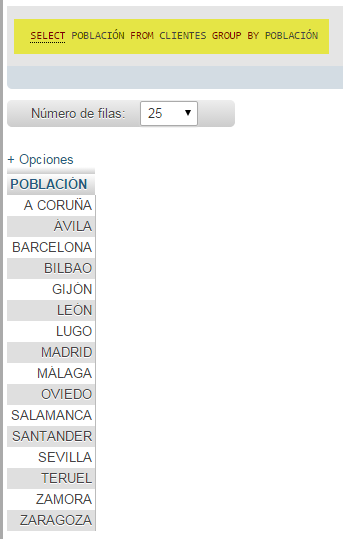 SELECT POBLACIÓN FROM CLIENTES GROUP BY POBLACIÓN
Número de filas: 25
+ Opciones
POBLACIÓN
A CORUÑA
ÁVILA
BARCELONA
BILBAO
GIJÓN
LEÓN
LUGO
MADRID
MÁLAGA
OVIEDO
SALAMANCA
SANTANDER
SEVILLA
TERUEL
ZAMORA
ZARAGOZA